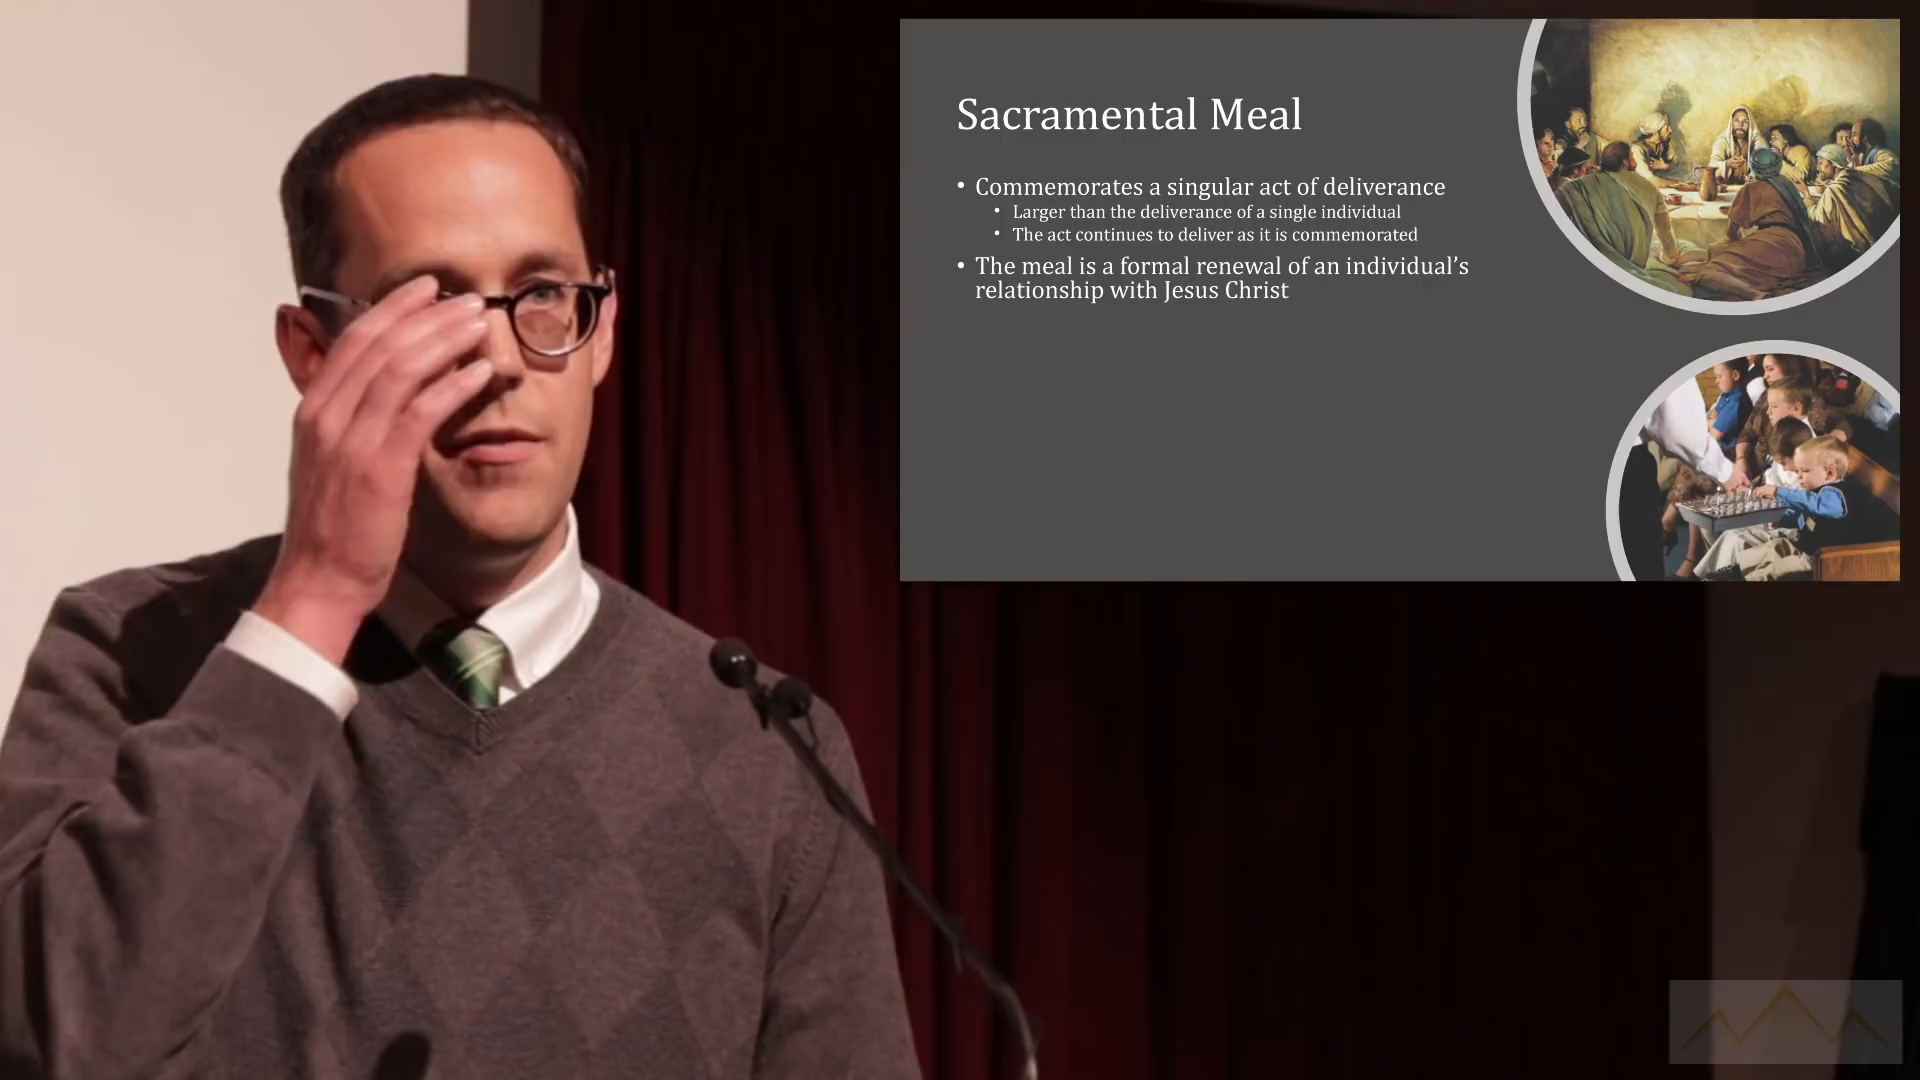 Sacramental Meal
• Commemorates a singular act of deliverance
• Larger than the deliverance of a single individual
• The act continues to deliver as it is commemorated
• The meal is a formal renewal of an individual's
relationship with Jesus Christ